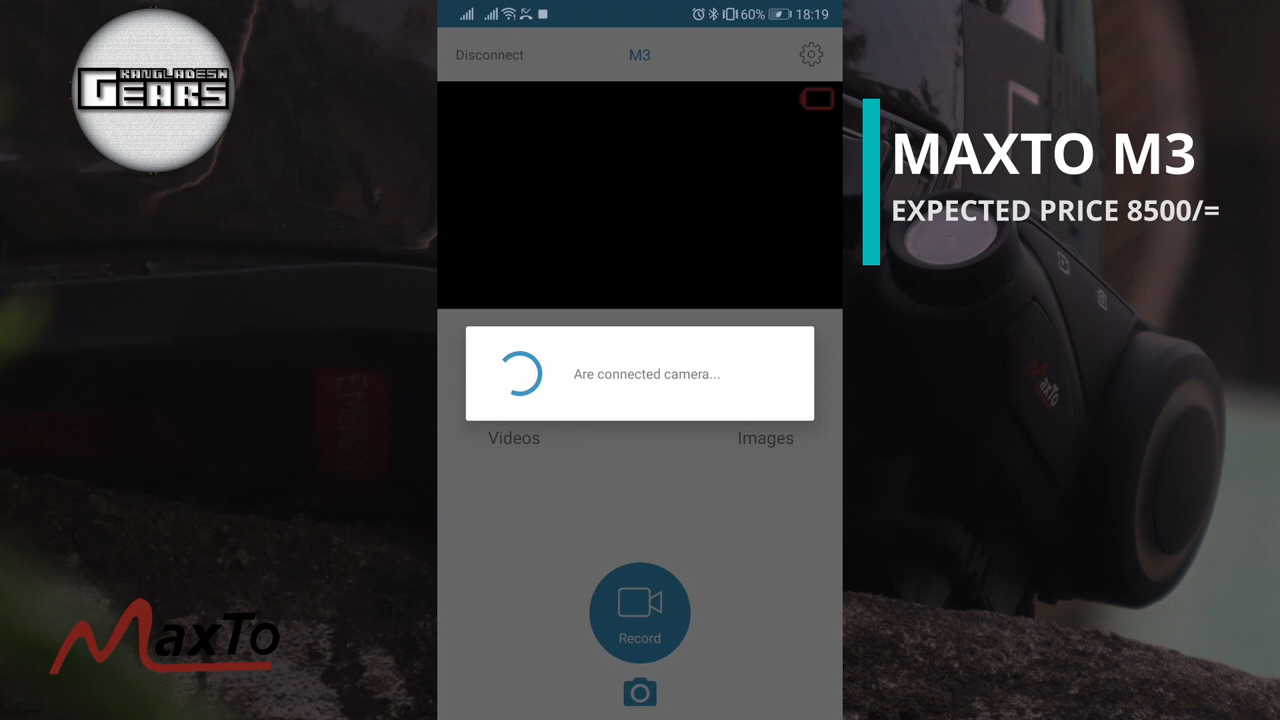 BANGLADESH
GEARS
60%
18:19
Disconnect
M3
MAXTO M3
EXPECTED PRICE 8500/=
Are connected camera...
MaxTo
Videos
Images
Record
MaxTo